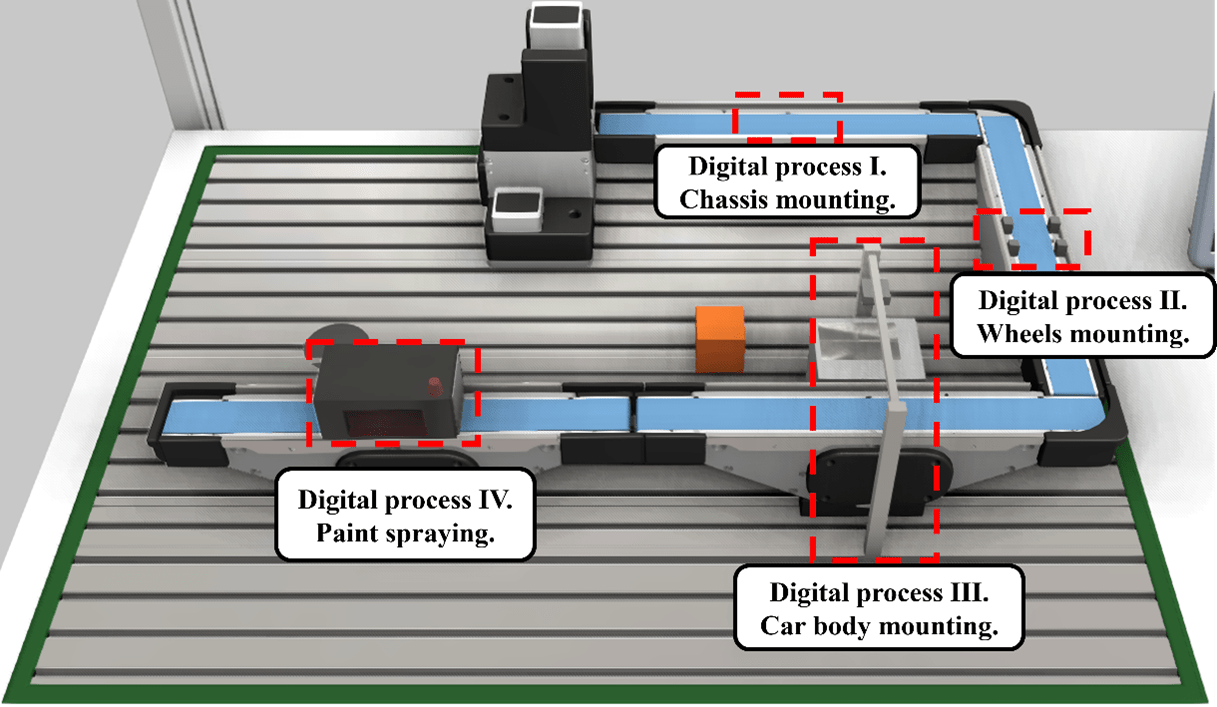 Digital process I.
Chassis mounting.
Digital process II.
Wheels mounting.
Digital process III.
Car body mounting.
Digital process IV.
Paint spraying.